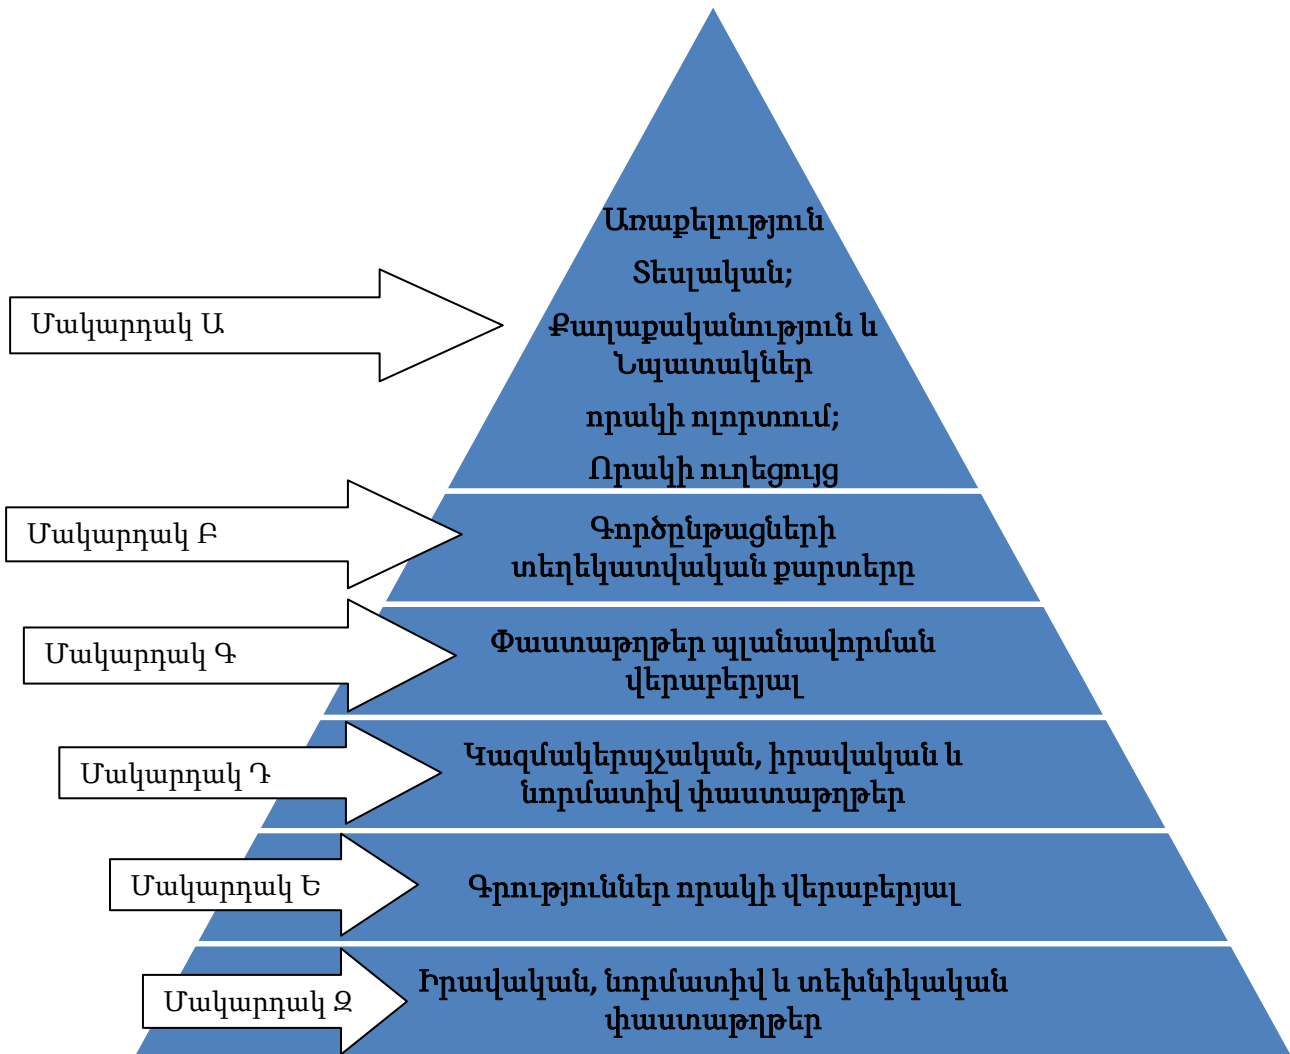 Առաքելություն
Տեսլական;
Մակարդակ Ա
Քաղաքականություն և
Նպատակներ
որակի ոլորտում;
Որակի ուղեցույց
Մակարդակ Բ
Գործընթացների
տեղեկատվական քարտերը
Մակարդակ Գ
Փաստաթղթեր պլանավորման
վերաբերյալ
Մակարդակ Դ
Կազմակերպչական, իրավական և
նորմատիվ փաստաթղթեր
Մակարդակ Ե
Գրություններ որակի վերաբերյալ
Մակարդակ Զ
Իրավական, նորմատիվ և տեխնիկական
փաստաթղթեր